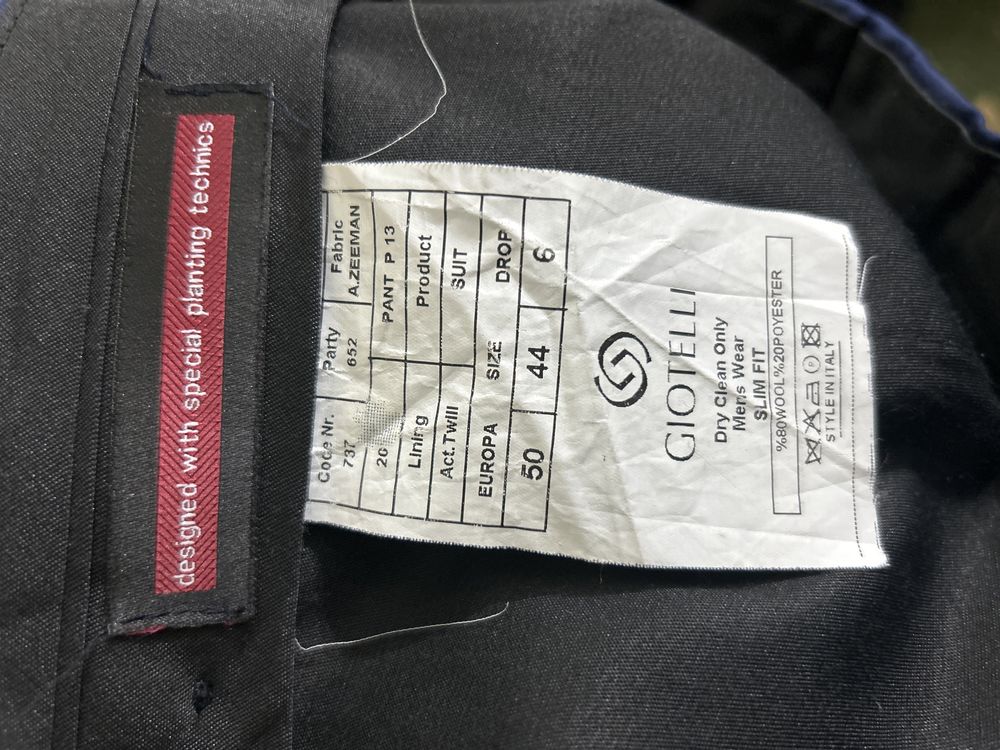 designed with special planting technics
Code Nr. Party Fabric
737 652 A.ZEEMAN
20 PANT P 13
Lining Product
Act.Twill SUIT
EUROPA SIZE DROP
50 44 6
GIOTELLI
Dry Clean Only
Mens Wear
SLIM FIT
%80WOOL%20POYESTER
STYLE IN ITALY